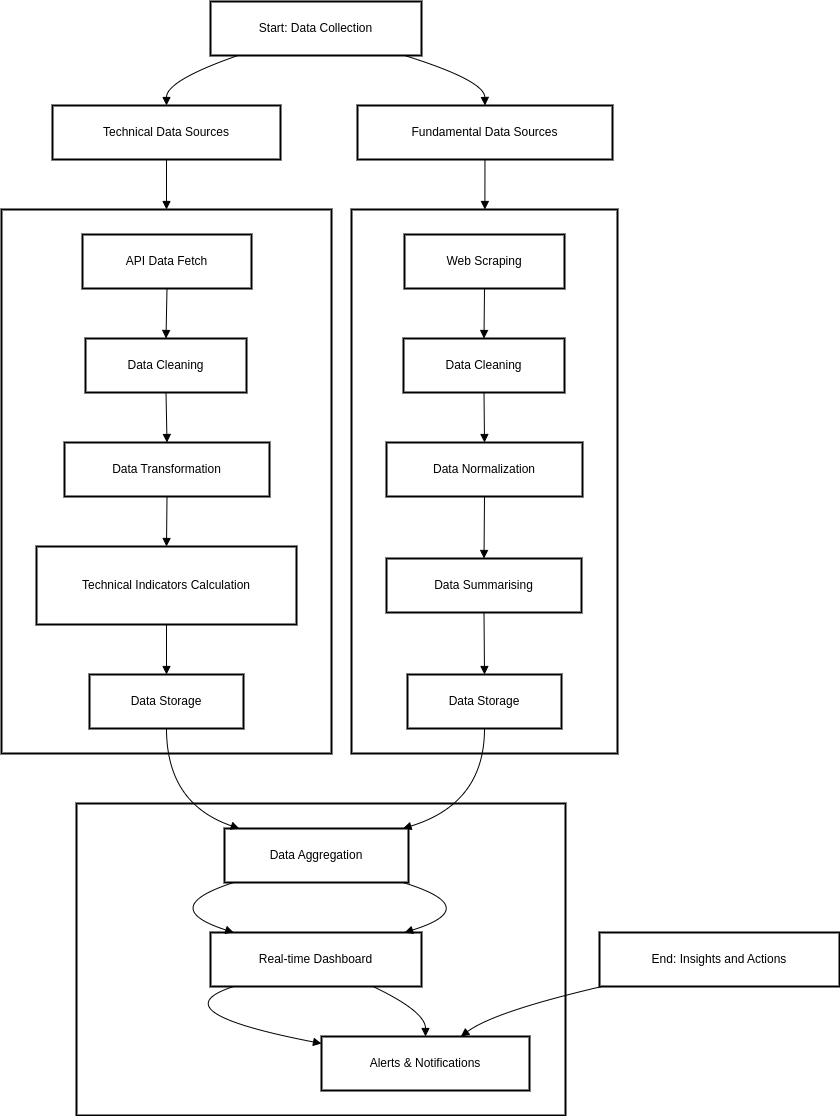 Start: Data Collection
Technical Data Sources
Fundamental Data Sources
API Data Fetch
Web Scraping
Data Cleaning
Data Cleaning
Data Transformation
Data Normalization
Technical Indicators Calculation
Data Summarising
Data Storage
Data Storage
Data Aggregation
Real-time Dashboard
End: Insights and Actions
Alerts & Notifications